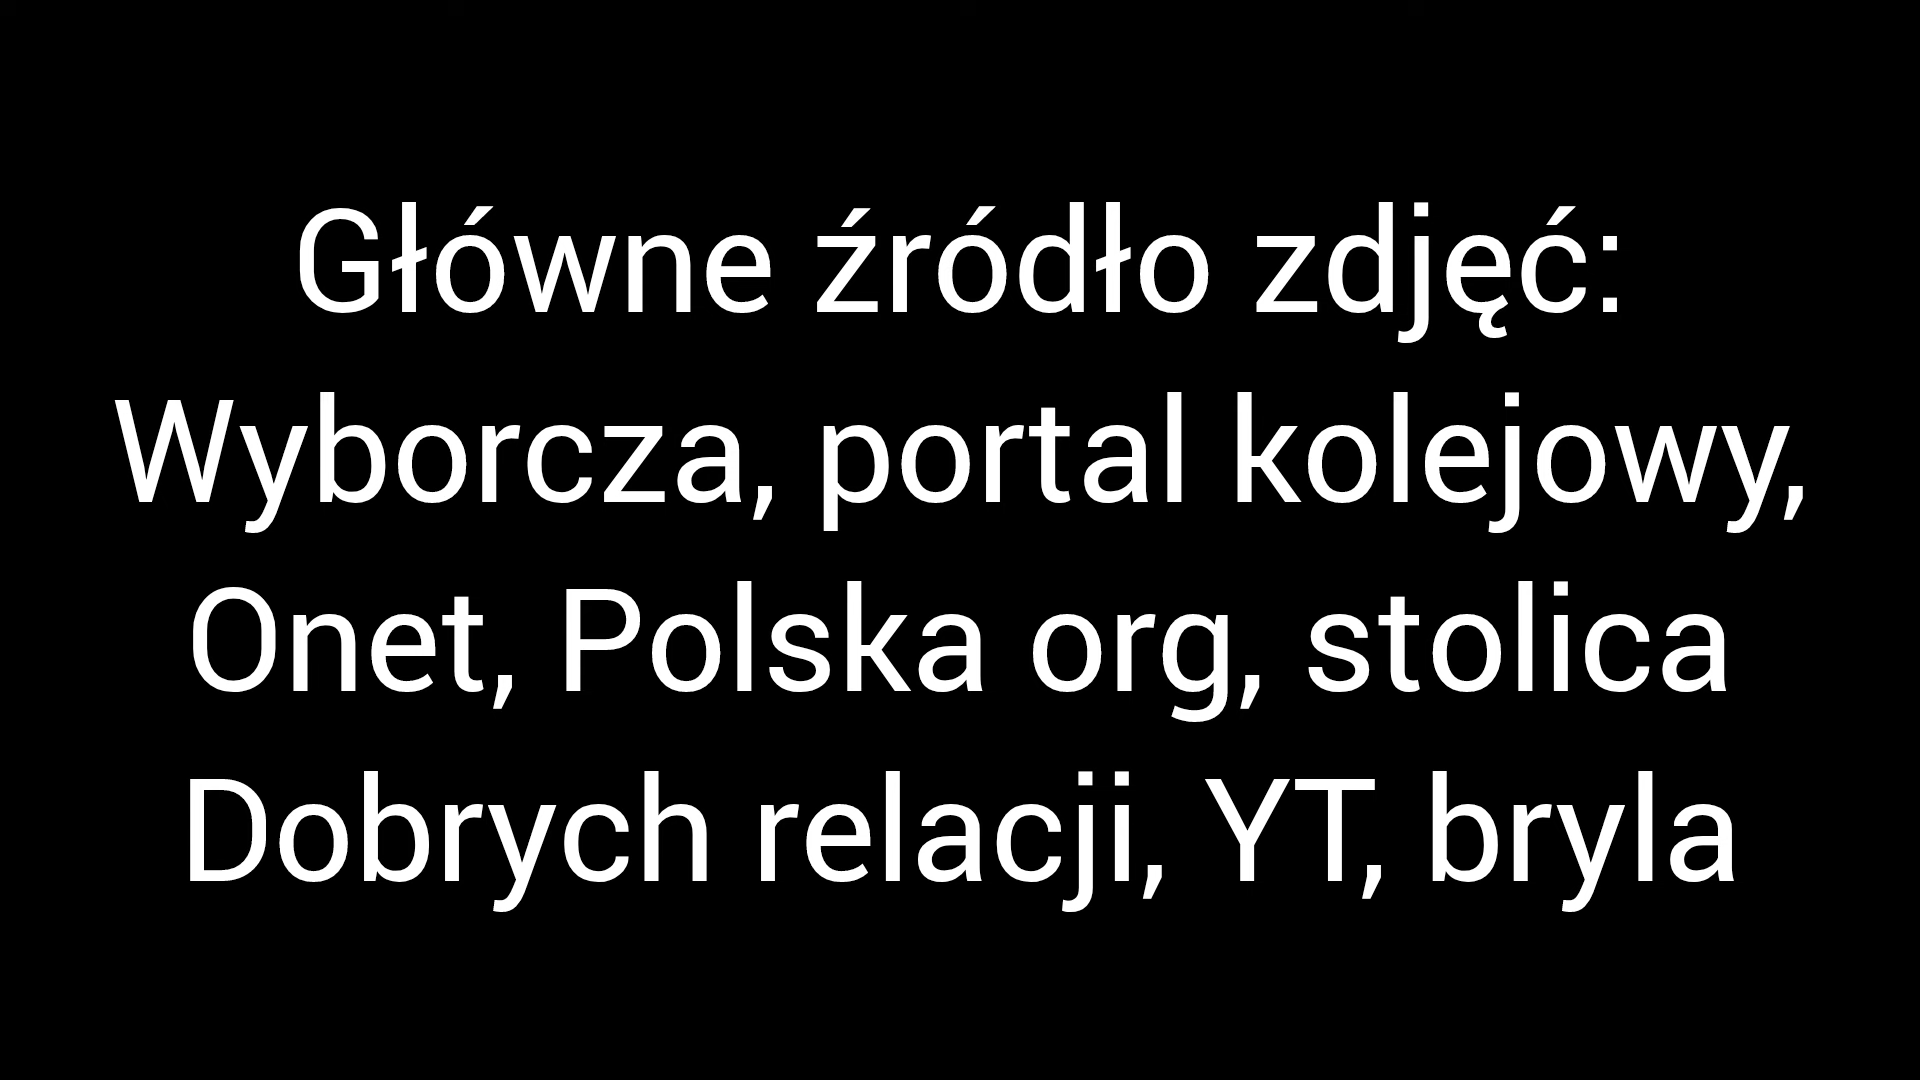 Główne źródło zdjęć:
Wyborcza, portal kolejowy,
Onet, Polska org, stolica
Dobrych relacji, YT, bryla